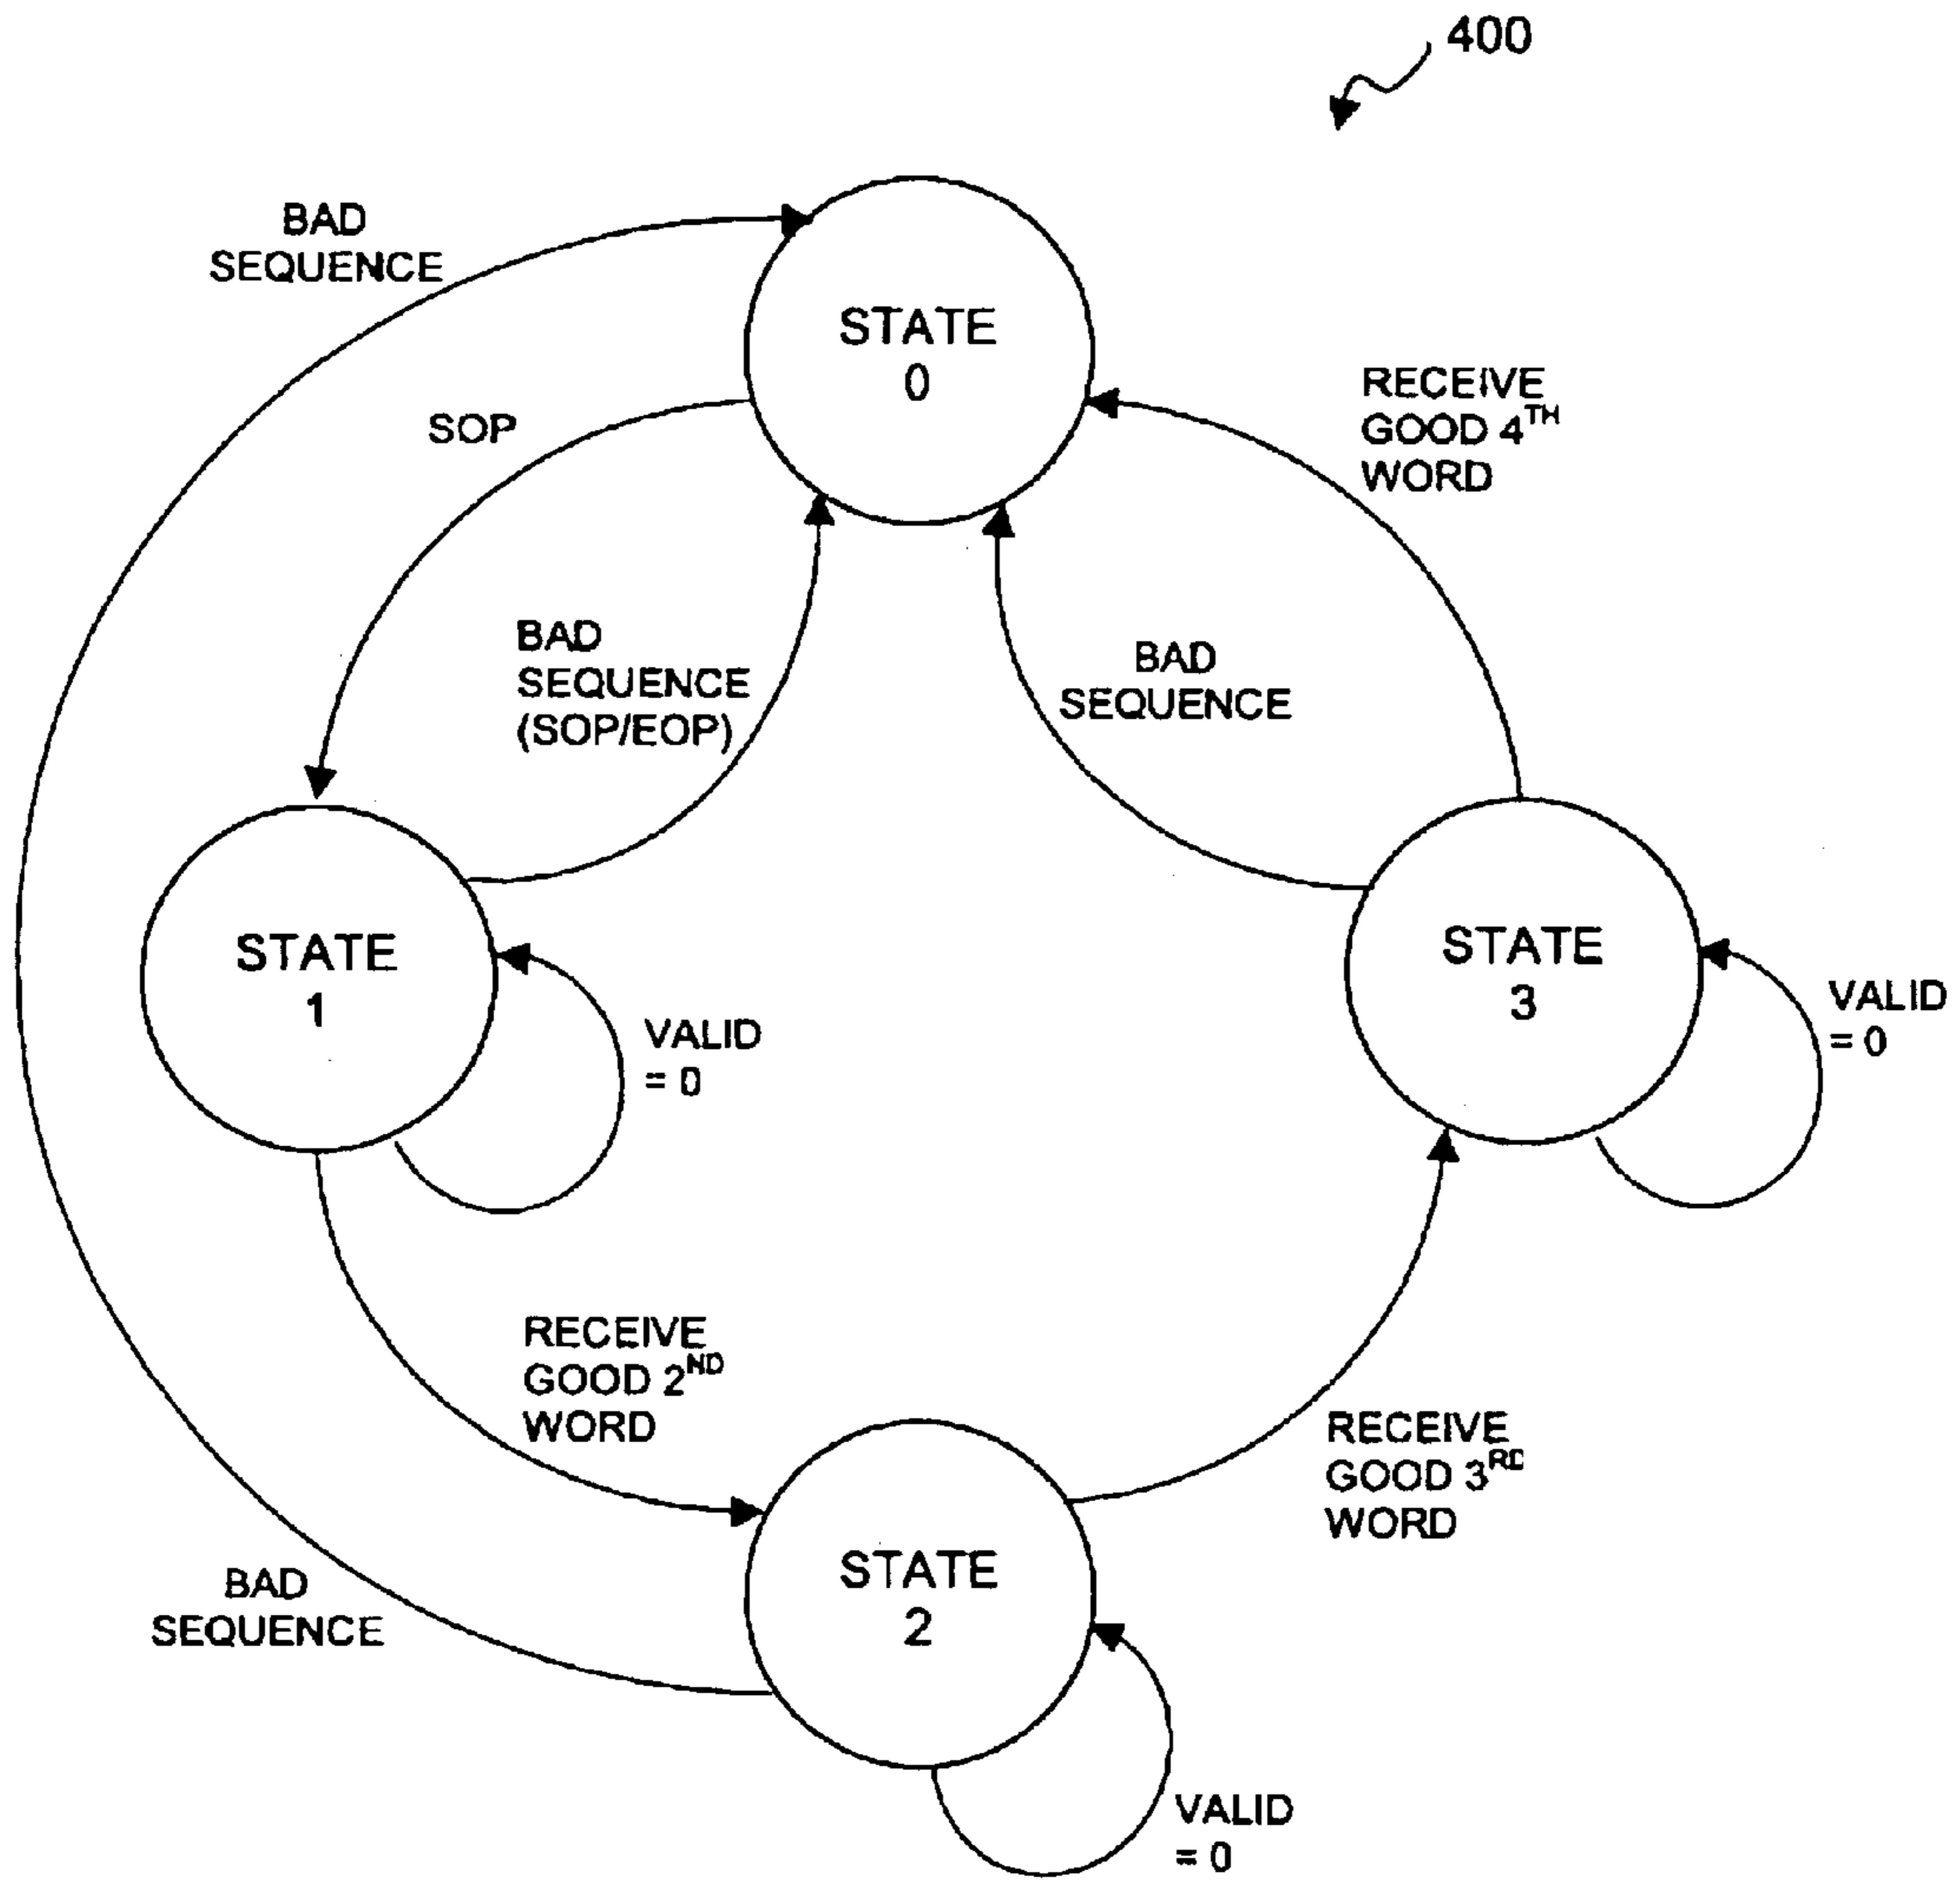 400
BAD
SEQUENCE
STATE
0
SOP
RECEIVE
GOOD 4TH
WORD
BAD
SEQUENCE
(SOP/EOP)
BAD
SEQUENCE
STATE
1
VALID
= 0
STATE
3
VALID
= 0
RECEIVE
GOOD 2ND
WORD
RECEIVE
GOOD 3RD
WORD
BAD
SEQUENCE
STATE
2
VALID
= 0